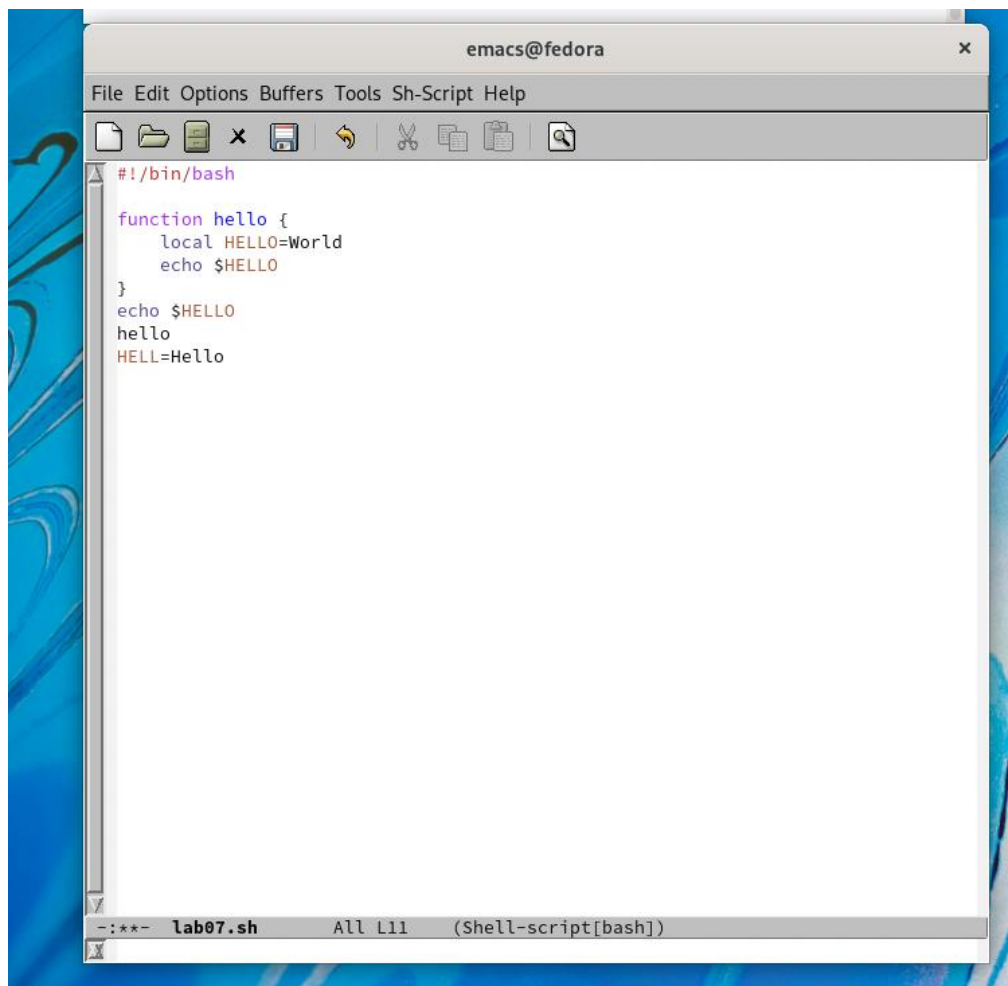 emacs@fedora ×
File Edit Options Buffers Tools Sh-Script Help
#!/bin/bash

function hello {
    local HELLO=World
    echo $HELLO
}
echo $HELLO
hello
HELL=Hello
-:**- lab07.sh All L11 (Shell-script[bash])